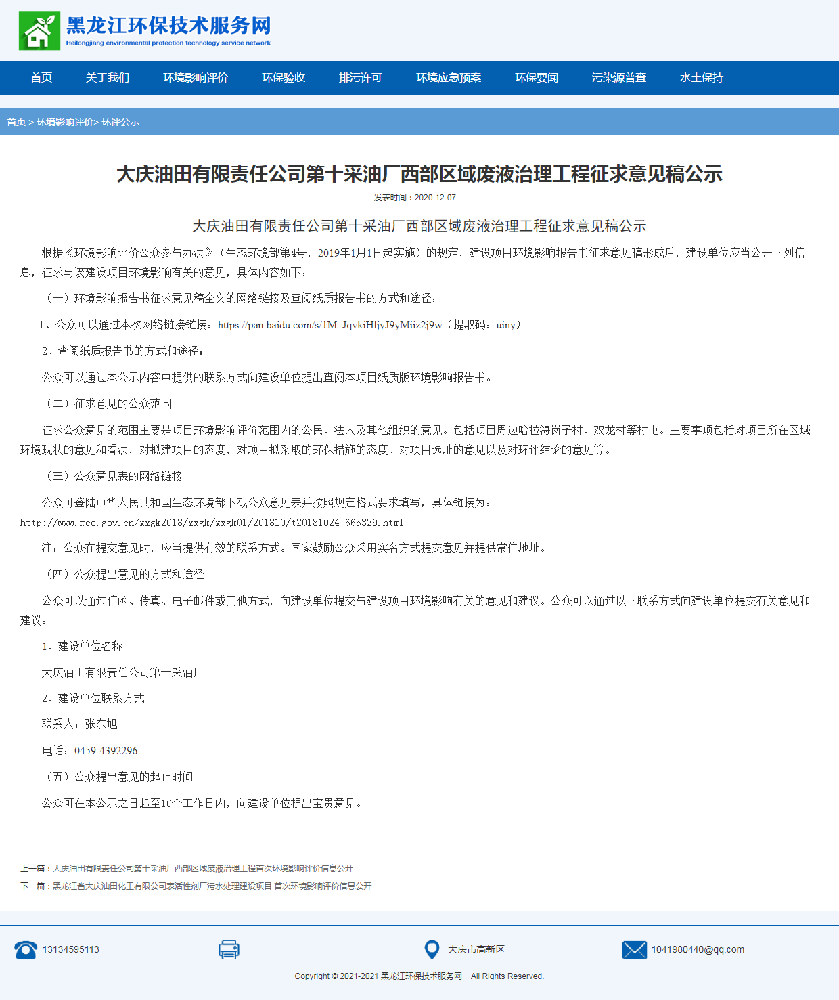 黑龙江环保技术服务网
Heilongjiang environmental protection technology service network
首页 关于我们 环境影响评价 环保验收 排污许可 环境应急预案 环保要闻 污染源普查 水土保持
首页 > 环境影响评价> 环评公示
大庆油田有限责任公司第十采油厂西部区域废液治理工程征求意见稿公示
发表时间：2020-12-07
大庆油田有限责任公司第十采油厂西部区域废液治理工程征求意见稿公示
根据《环境影响评价公众参与办法》（生态环境部第4号，2019年1月1日起实施）的规定，建设项目环境影响报告书征求意见稿形成后，建设单位应当公开下列信
息，征求与该建设项目环境影响有关的意见，具体内容如下：
（一）环境影响报告书征求意见稿全文的网络链接及查阅纸质报告书的方式和途径：
1、公众可以通过本次网络链接链接：https://pan.baidu.com/s/1M_JqvkiHljyJ9yMiiz2j9w（提取码：uiny）
2、查阅纸质报告书的方式和途径：
公众可以通过本公示内容中提供的联系方式向建设单位提出查阅本项目纸质版环境影响报告书。
（二）征求意见的公众范围
征求公众意见的范围主要是项目环境影响评价范围内的公民、法人及其他组织的意见。包括项目周边哈拉海岗子村、双龙村等村屯。主要事项包括对项目所在区域
环境现状的意见和看法，对拟建项目的态度，对项目拟采取的环保措施的态度、对项目选址的意见以及对环评结论的意见等。
（三）公众意见表的网络链接
公众可登陆中华人民共和国生态环境部下载公众意见表并按照规定格式要求填写，具体链接为：
http://www.mee.gov.cn/xxgk2018/xxgk/xxgk01/201810/t20181024_665329.html
注：公众在提交意见时，应当提供有效的联系方式。国家鼓励公众采用实名方式提交意见并提供常住地址。
（四）公众提出意见的方式和途径
公众可以通过信函、传真、电子邮件或其他方式，向建设单位提交与建设项目环境影响有关的意见和建议。公众可以通过以下联系方式向建设单位提交有关意见和
建议：
1、建设单位名称
大庆油田有限责任公司第十采油厂
2、建设单位联系方式
联系人：张东旭
电话：0459-4392296
（五）公众提出意见的起止时间
公众可在本公示之日起至10个工作日内，向建设单位提出宝贵意见。
上一篇：大庆油田有限责任公司第十采油厂西部区域废液治理工程首次环境影响评价信息公开
下一篇：黑龙江省大庆油田化工有限公司表活性剂厂污水处理建设项目 首次环境影响评价信息公开
13134595113 大庆市高新区 1041980440@qq.com
Copyright © 2021-2021 黑龙江环保技术服务网 All Rights Reserved.